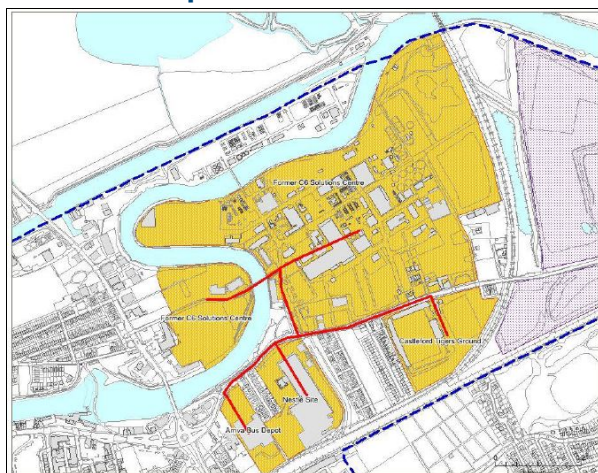 Former C6 Solutions Centre
Former C6 Solutions Centre
Castleford Tigers Ground
Nestle Site
Arriva Bus Depot